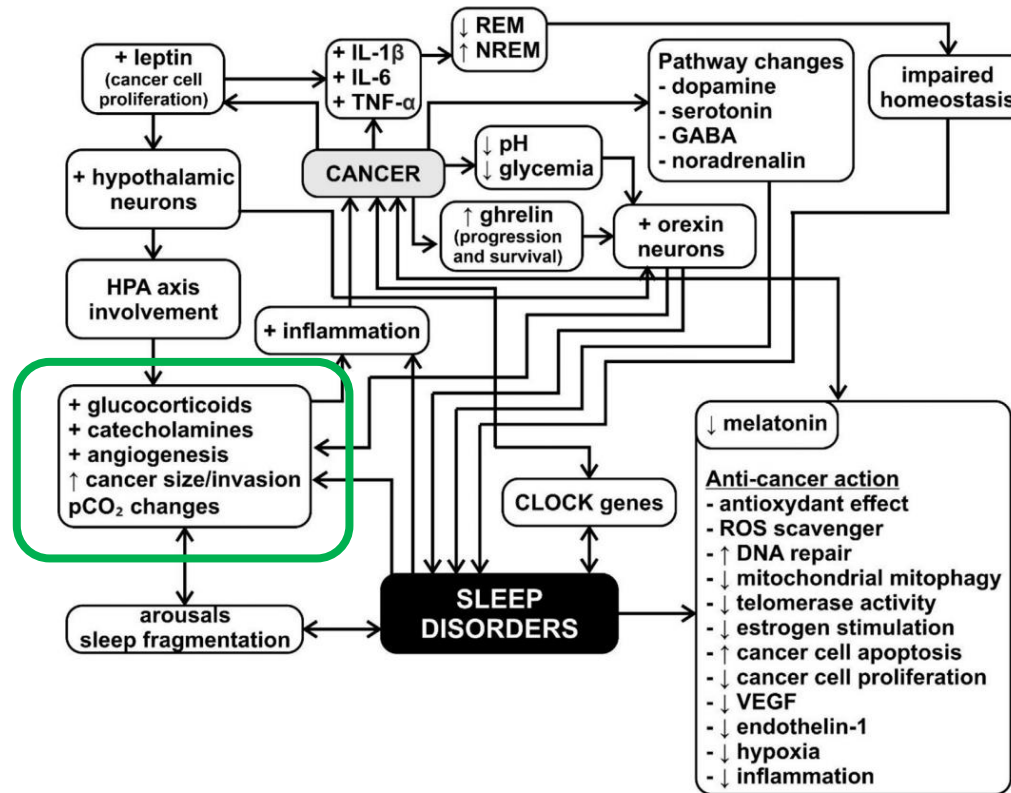 + leptin
(cancer cell
proliferation)
+ IL-1β
+ IL-6
+ TNF-α
↓ REM
↑ NREM
Pathway changes
- dopamine
- serotonin
- GABA
- noradrenalin
impaired
homeostasis
+ hypothalamic
neurons
CANCER
↓ pH
↓ glycemia
↑ ghrelin
(progression
and survival)
+ orexin
neurons
HPA axis
involvement
+ inflammation
+ glucocorticoids
+ catecholamines
+ angiogenesis
↑ cancer size/invasion
pCO₂ changes
↓ melatonin
Anti-cancer action
- antioxydant effect
- ROS scavenger
- ↑ DNA repair
- ↓ mitochondrial mitophagy
- ↓ telomerase activity
- ↓ estrogen stimulation
- ↑ cancer cell apoptosis
- ↓ cancer cell proliferation
- ↓ VEGF
- ↓ endothelin-1
- ↓ hypoxia
- ↓ inflammation
CLOCK genes
arousals
sleep fragmentation
SLEEP
DISORDERS